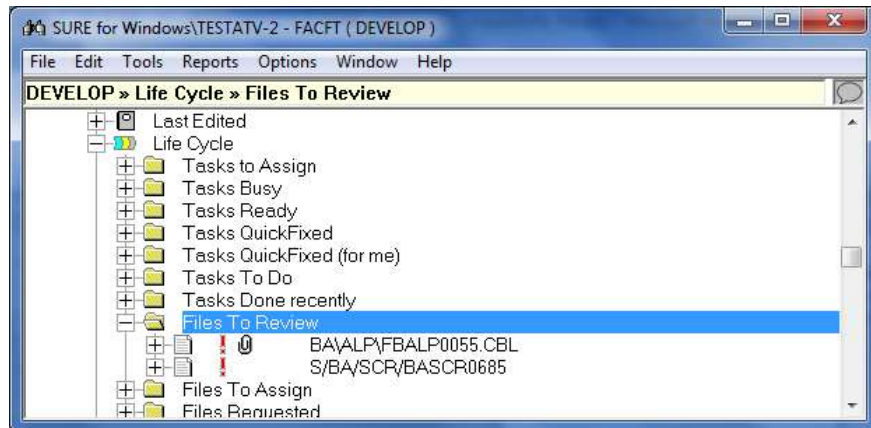 SURE for Windows\TESTATV-2 - FACFT ( DEVELOP )
File Edit Tools Reports Options Window Help
DEVELOP » Life Cycle » Files To Review
Last Edited
Life Cycle
Tasks to Assign
Tasks Busy
Tasks Ready
Tasks QuickFixed
Tasks QuickFixed (for me)
Tasks To Do
Tasks Done recently
Files To Review
BA\ALP\FBALP0055.CBL
S/BA/SCR/BASCR0685
Files To Assign
Files Requested